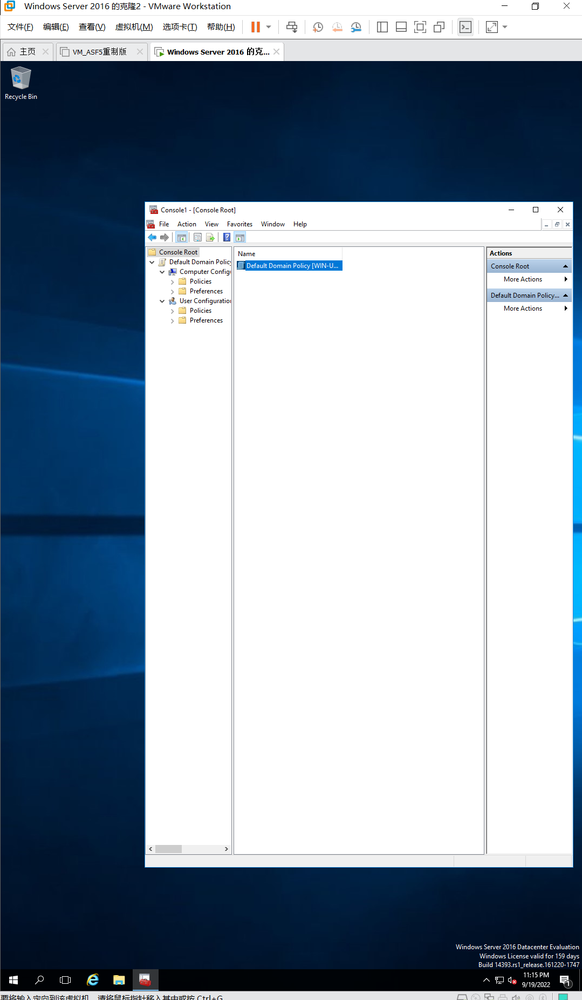 Windows Server 2016 的克隆2 - VMware Workstation
文件(F) 编辑(E) 查看(V) 虚拟机(M) 选项卡(T) 帮助(H)
主页 VM_ASF5重制版 Windows Server 2016 的克...
Recycle Bin
Console1 - [Console Root]
File Action View Favorites Window Help
Console Root
Default Domain Policy
Computer Configu
Policies
Preferences
User Configuration
Policies
Preferences
Name
Default Domain Policy [WIN-U...
Actions
Console Root
More Actions
Default Domain Policy...
More Actions
Windows Server 2016 Datacenter Evaluation
Windows License valid for 159 days
Build 14393.rs1_release.161220-1747
11:15 PM
9/19/2022
1
要将输入定向到该虚拟机，请将鼠标指针移入其中或按 Ctrl+G